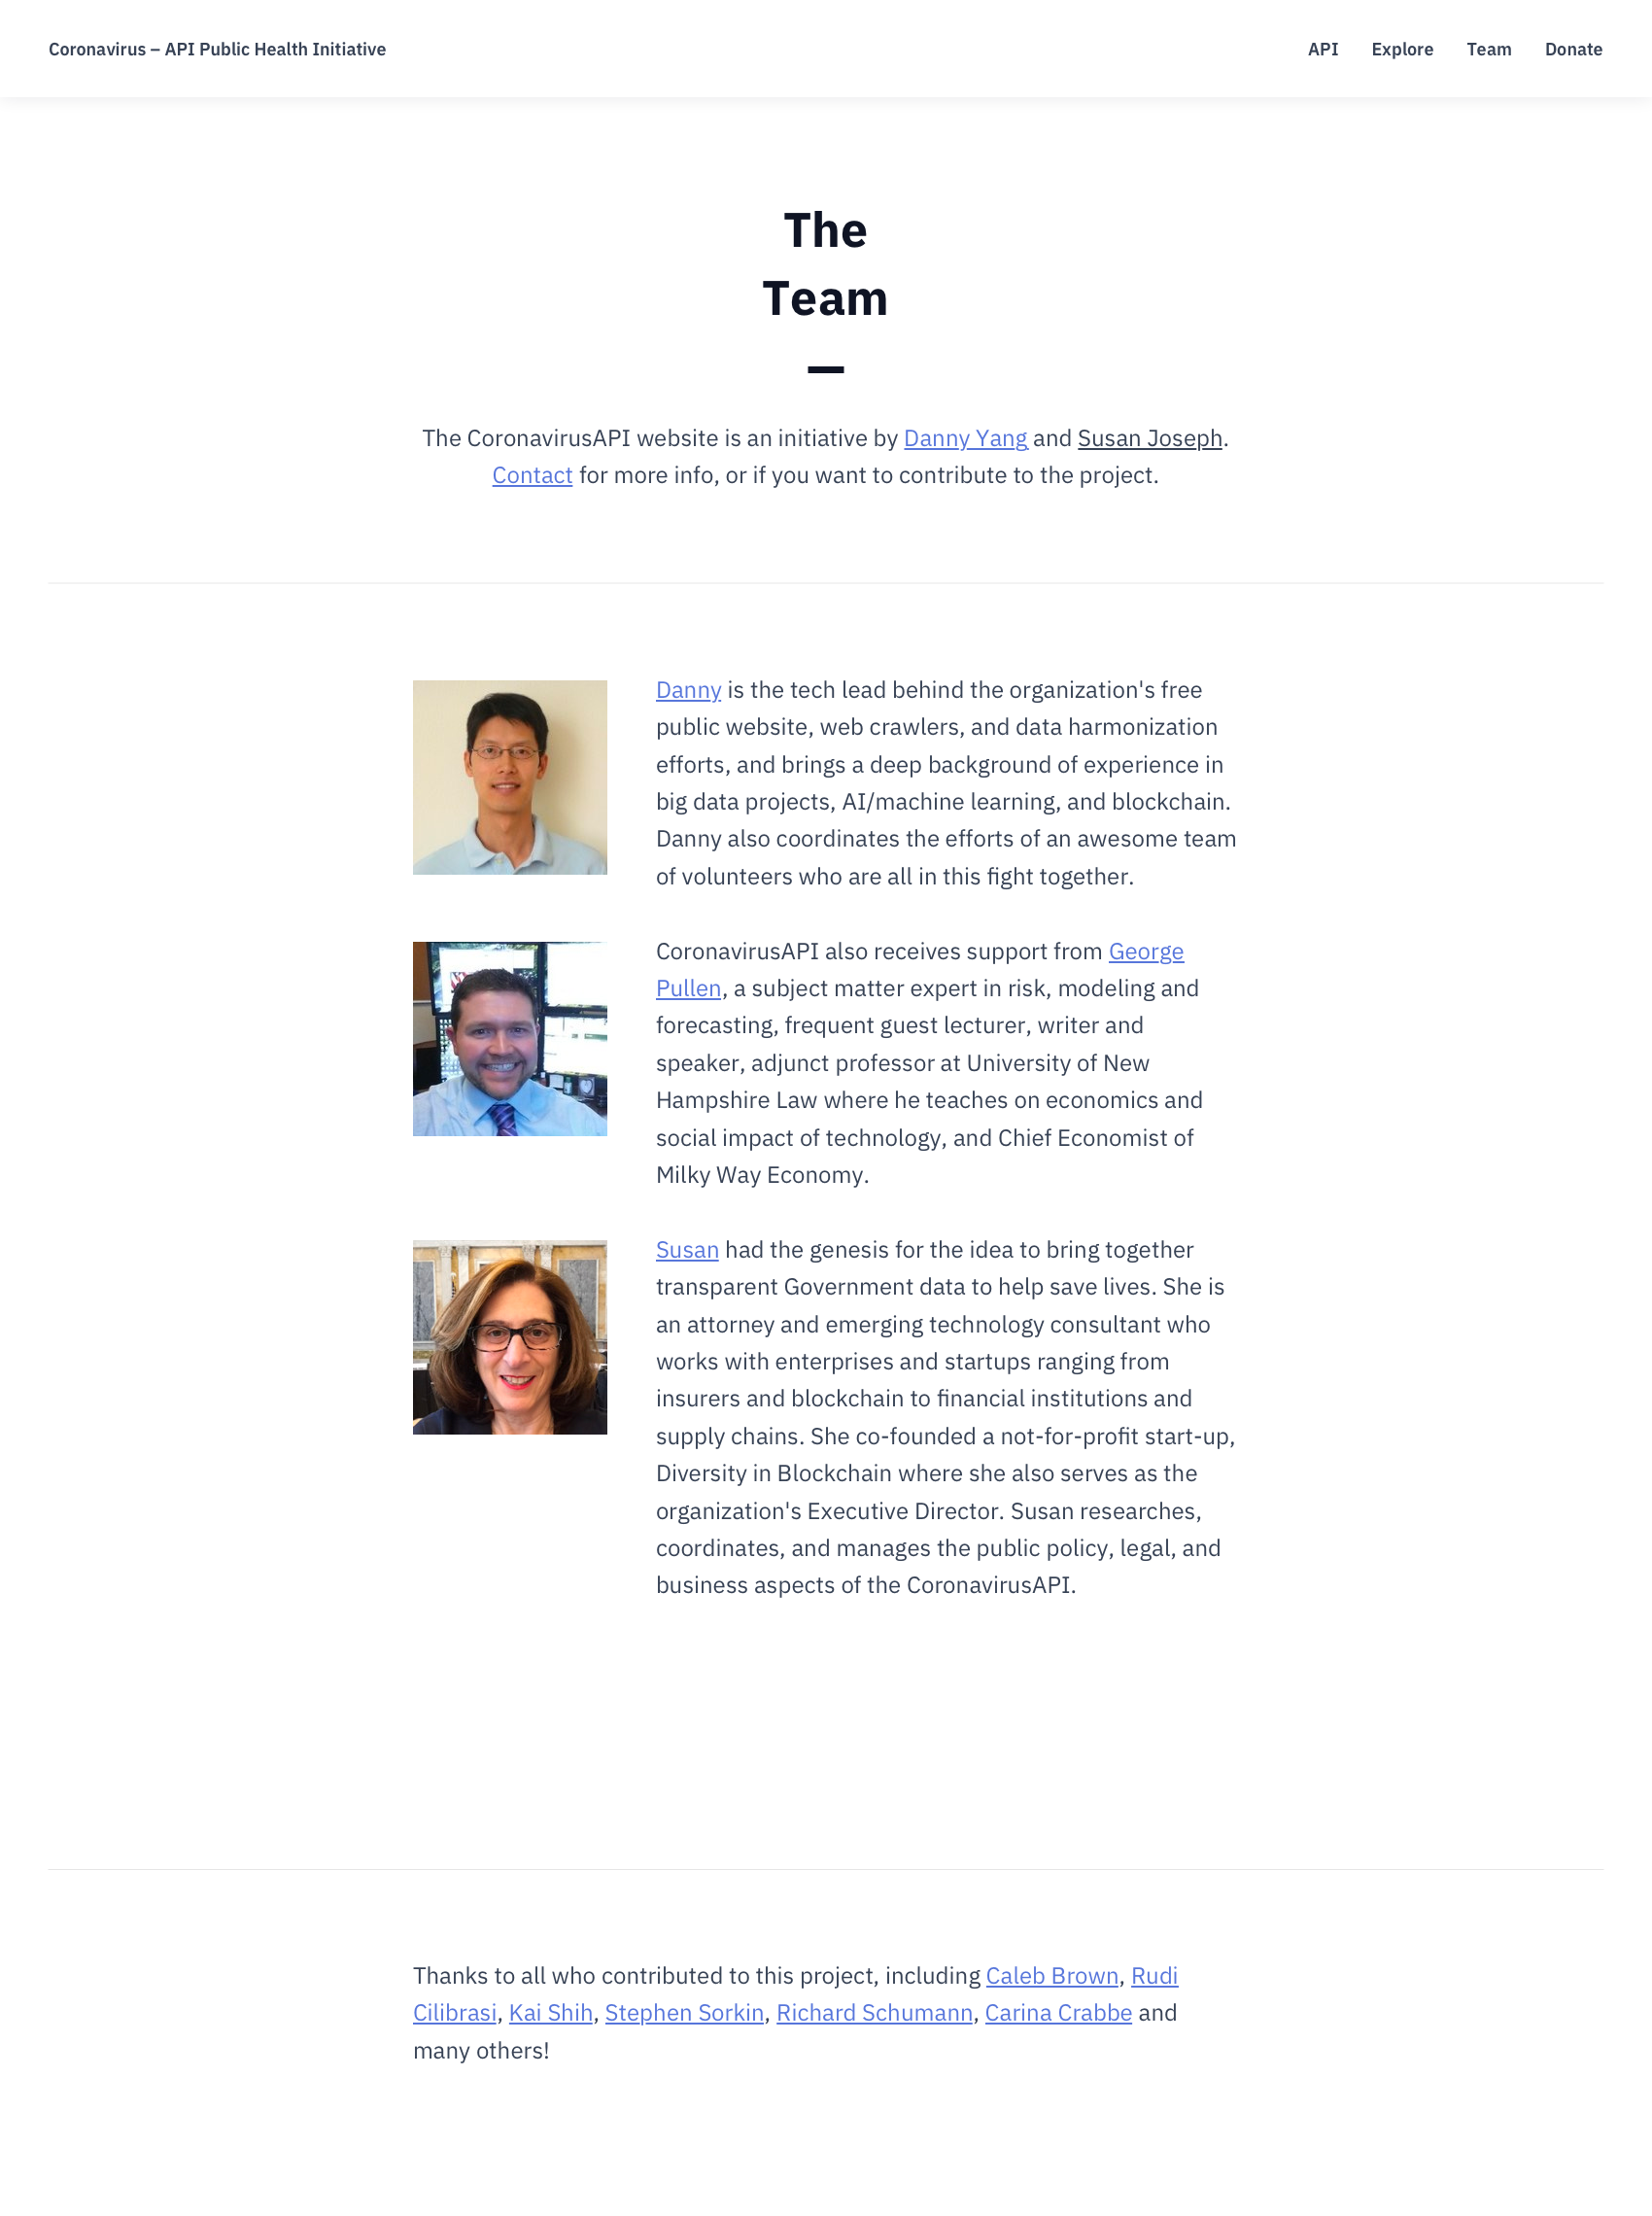 Coronavirus – API Public Health Initiative
API Explore Team Donate
The
Team
—
The CoronavirusAPI website is an initiative by Danny Yang and Susan Joseph.
Contact for more info, or if you want to contribute to the project.
Danny is the tech lead behind the organization's free
public website, web crawlers, and data harmonization
efforts, and brings a deep background of experience in
big data projects, AI/machine learning, and blockchain.
Danny also coordinates the efforts of an awesome team
of volunteers who are all in this fight together.
CoronavirusAPI also receives support from George
Pullen, a subject matter expert in risk, modeling and
forecasting, frequent guest lecturer, writer and
speaker, adjunct professor at University of New
Hampshire Law where he teaches on economics and
social impact of technology, and Chief Economist of
Milky Way Economy.
Susan had the genesis for the idea to bring together
transparent Government data to help save lives. She is
an attorney and emerging technology consultant who
works with enterprises and startups ranging from
insurers and blockchain to financial institutions and
supply chains. She co-founded a not-for-profit start-up,
Diversity in Blockchain where she also serves as the
organization's Executive Director. Susan researches,
coordinates, and manages the public policy, legal, and
business aspects of the CoronavirusAPI.
Thanks to all who contributed to this project, including Caleb Brown, Rudi
Cilibrasi, Kai Shih, Stephen Sorkin, Richard Schumann, Carina Crabbe and
many others!